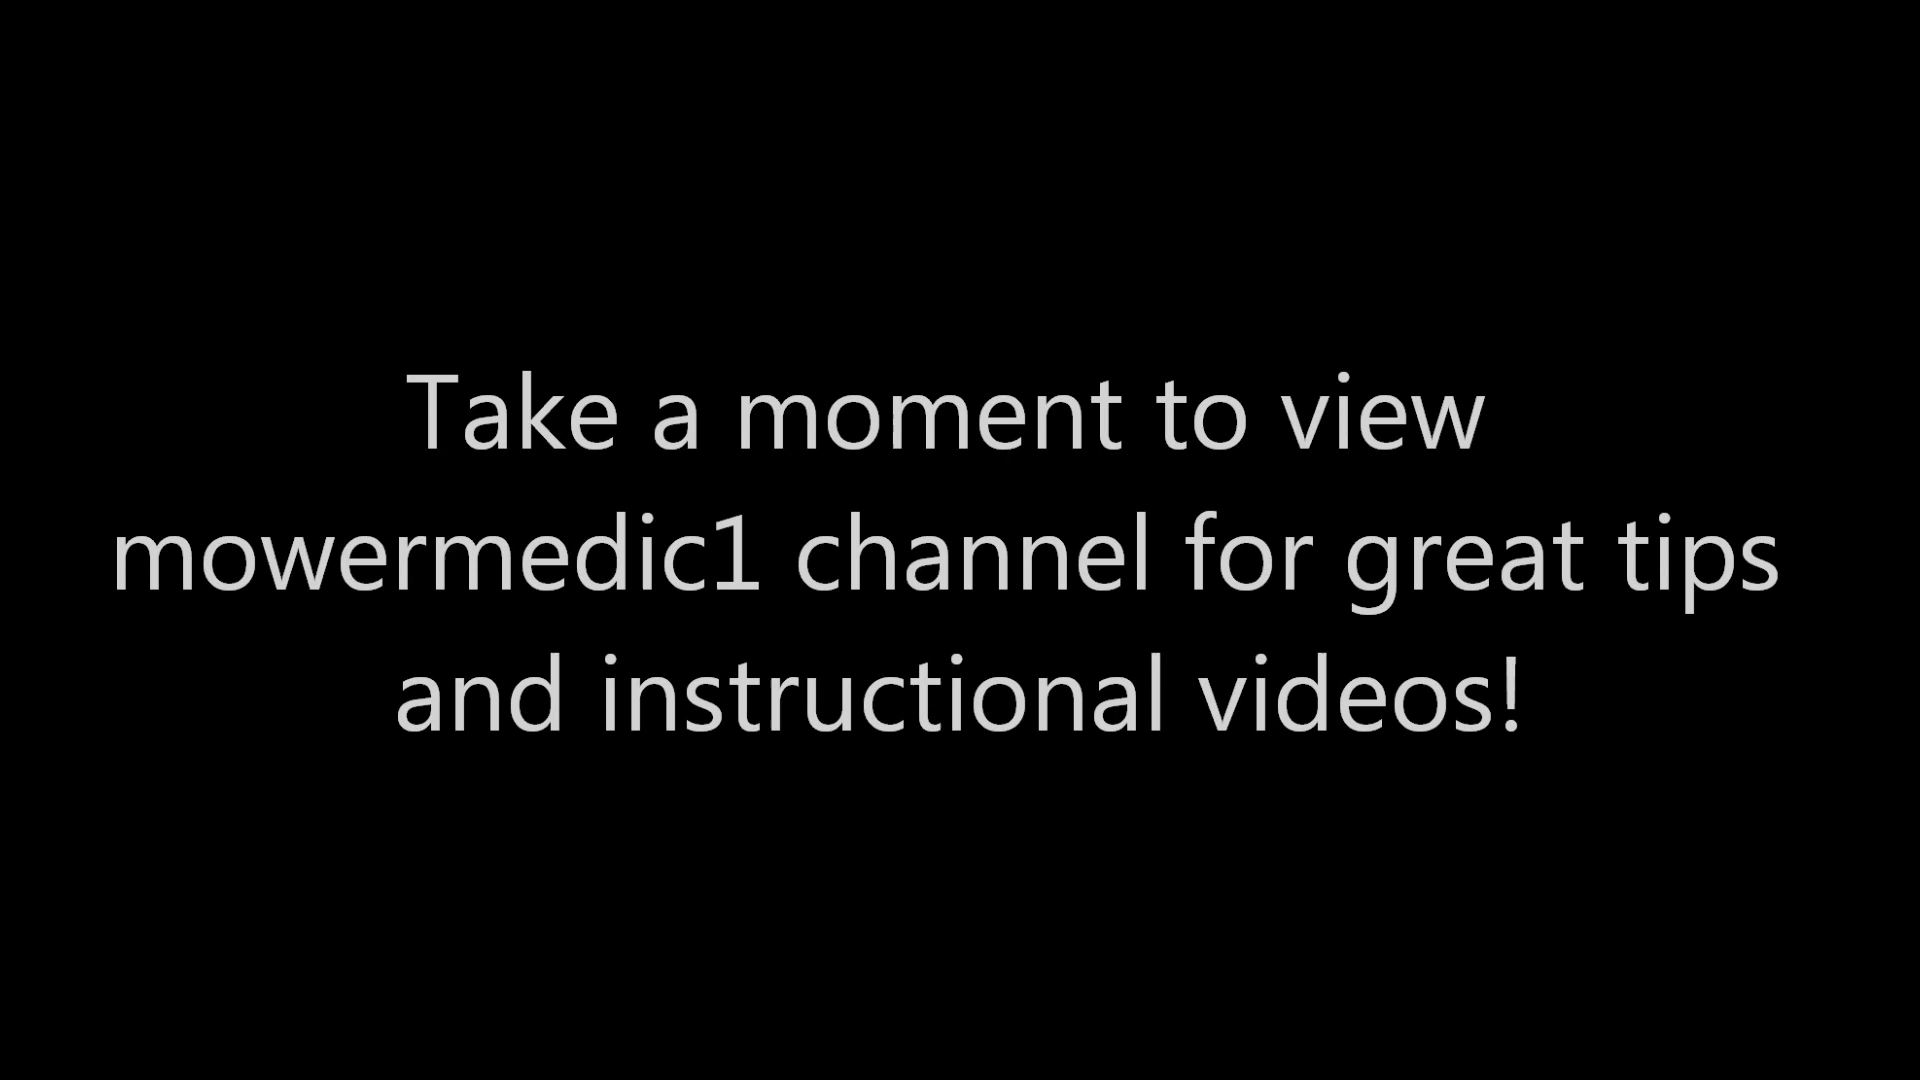 Take a moment to view
mowermedic1 channel for great tips
and instructional videos!